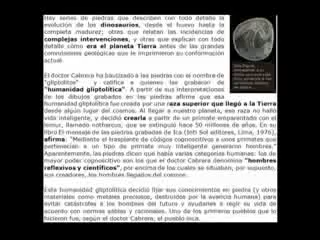 Hay series de piedras que describen con todo detalle la
evolución de los dinosaurios, desde el huevo hasta la
completa madurez; otras que relatan las incidencias de
complejas intervenciones, y otras que explican con todo
detalle cómo era el planeta Tierra antes de las grandes
conmociones geológicas que le imprimieron su conformación
actual.
El doctor Cabrera ha bautizado a las piedras con el nombre de
"gliptolitos" y califica a quienes las grabaron de
"humanidad gliptolítica". A partir de sus interpretaciones
de los dibujos grabados en las piedras afirma que esa
humanidad gliptolítica fue creada por una raza superior que llegó a la Tierra
desde algún lugar del cosmos. Al llegar a nuestro planeta, esa raza no halló
vida inteligente, y decidió crearla a partir de un primate emparentado con el
lemur, llamado notharcus, que se extinguió hace 50 millones de años. En su
libro El mensaje de las piedras grabadas de Ica (Inti Sol editores, Lima, 1976),
afirma: "Mediante el trasplante de códigos cognoscitivos a unos primates que
pertenecían a un tipo de primate muy inteligente generaron hombres."
Aparentemente, las piedras dicen que había varias categorías humanas: los de
mayor poder cognoscitivo son los que el doctor Cabrera denomina "hombres
reflexivos y científicos", por encima de los cuales se situaban, por supuesto,
sus creadores, los hombres llegados del cosmos.
Esta humanidad gliptolítica decidió fijar sus conocimientos en piedra (y otros
materiales como metales preciosos, destruidos por la avaricia humana) para
evitar catástrofes a los hombres del futuro y ayudarles a regir su vida de
acuerdo con normas sabias y racionales. Uno de los primeros pueblos que
lo hicieron fue, según el doctor Cabrera, el pueblo inca.